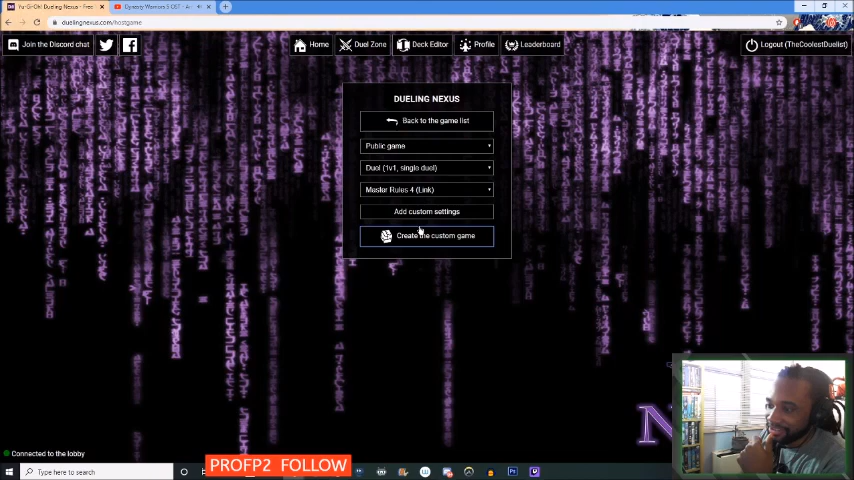 Yu-Gi-Oh! Dueling Nexus - Free
Dynasty Warriors 5 OST - A
duelingnexus.com/hostgame
Join the Discord chat
Home
Duel Zone
Deck Editor
Profile
Leaderboard
Logout (TheCoolestDuelist)
DUELING NEXUS
Back to the game list
Public game
Duel (1v1, single duel)
Master Rules 4 (Link)
Add custom settings
Create the custom game
N
Connected to the lobby
PROFP2 FOLLOW
Type here to search